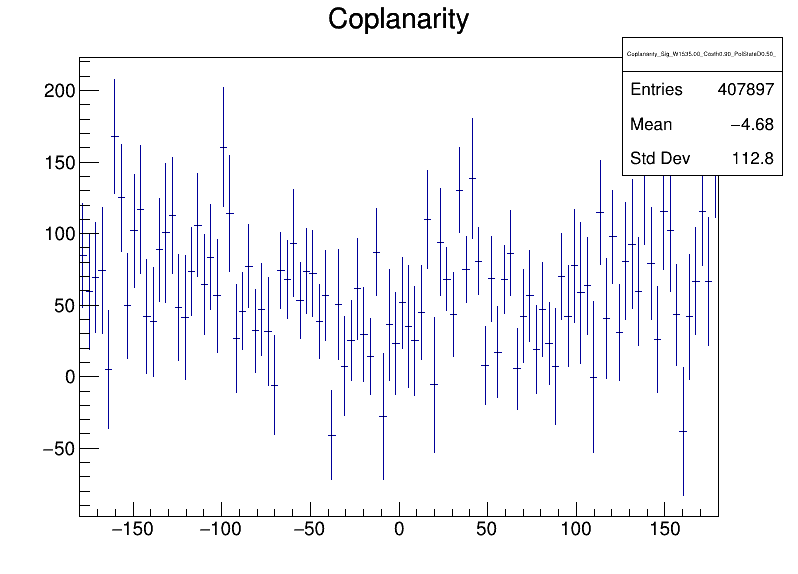 Coplanarity
Coplanarity_Sig_W1535.00_Costh0.90_PolStateD0.50_
Entries 407897
Mean −4.68
Std Dev 112.8
200
150
100
50
0
−50
−150 −100 −50 0 50 100 150